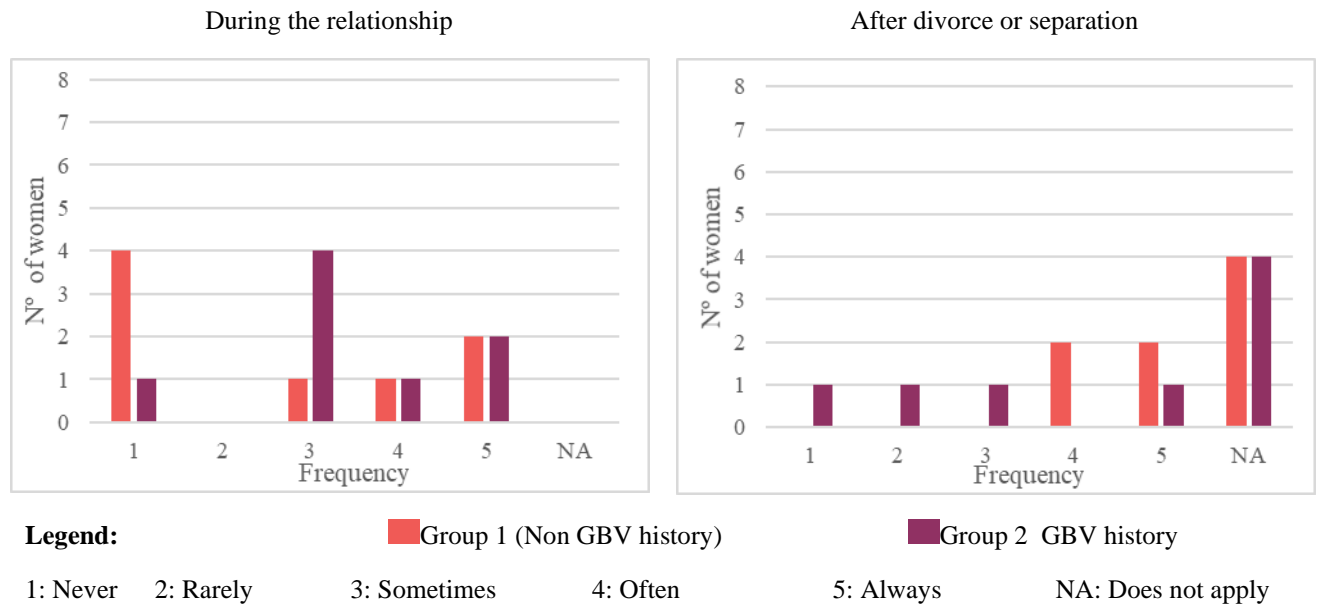 During the relationship
After divorce or separation
8
7
6
5
4
3
2
1
0
Nº of women
1 2 3 4 5 NA
Frequency
8
7
6
5
4
3
2
1
0
Nº of women
1 2 3 4 5 NA
Frequency
Legend: Group 1 (Non GBV history) Group 2 GBV history
1: Never 2: Rarely 3: Sometimes 4: Often 5: Always NA: Does not apply